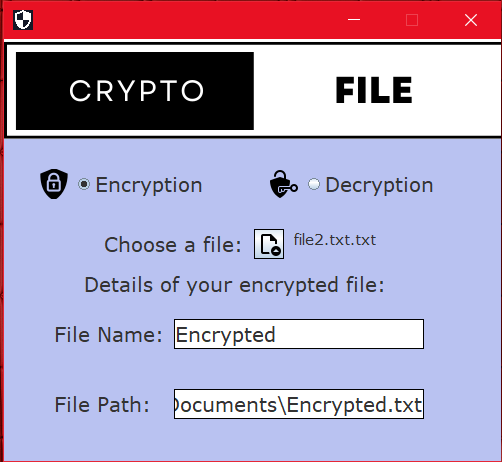 CRYPTO FILE
Encryption Decryption
Choose a file: file2.txt.txt
Details of your encrypted file:
File Name: Encrypted
File Path: Documents\Encrypted.txt